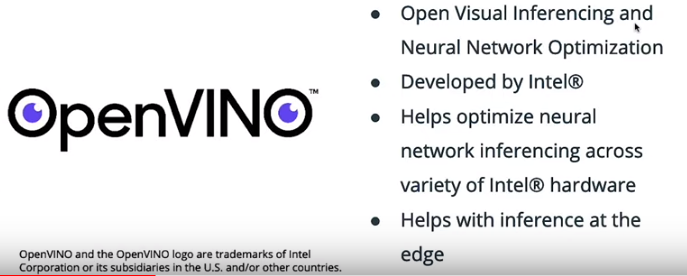 OpenVINO™
• Open Visual Inferencing and
Neural Network Optimization
• Developed by Intel®
• Helps optimize neural
network inferencing across
variety of Intel® hardware
• Helps with inference at the
edge
OpenVINO and the OpenVINO logo are trademarks of Intel
Corporation or its subsidiaries in the U.S. and/or other countries.